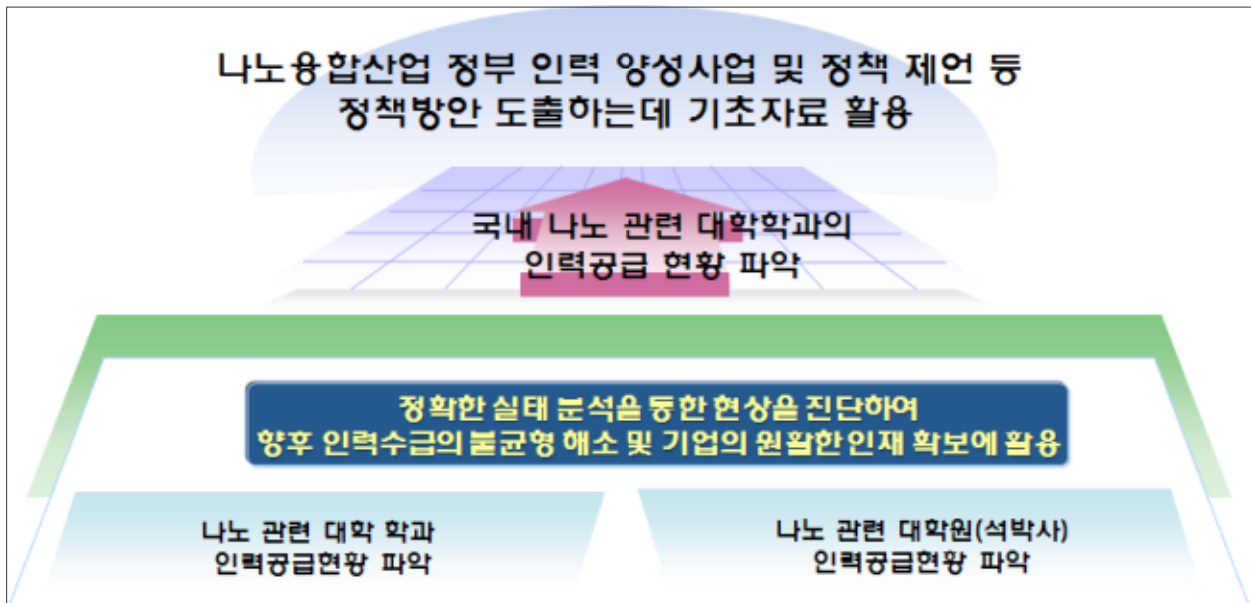 나노융합산업 정부 인력 양성사업 및 정책 제언 등
정책방안 도출하는데 기초자료 활용
국내 나노 관련 대학학과의
인력공급 현황 파악
정확한 실태 분석을 통한 현상을 진단하여
향후 인력수급의 불균형 해소 및 기업의 원활한 인재 확보에 활용
나노 관련 대학 학과
인력공급현황 파악
나노 관련 대학원(석박사)
인력공급현황 파악